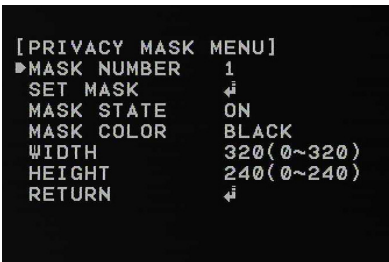 [PRIVACY MASK MENU]
MASK NUMBER 1
SET MASK ↲
MASK STATE ON
MASK COLOR BLACK
WIDTH 320(0~320)
HEIGHT 240(0~240)
RETURN ↲